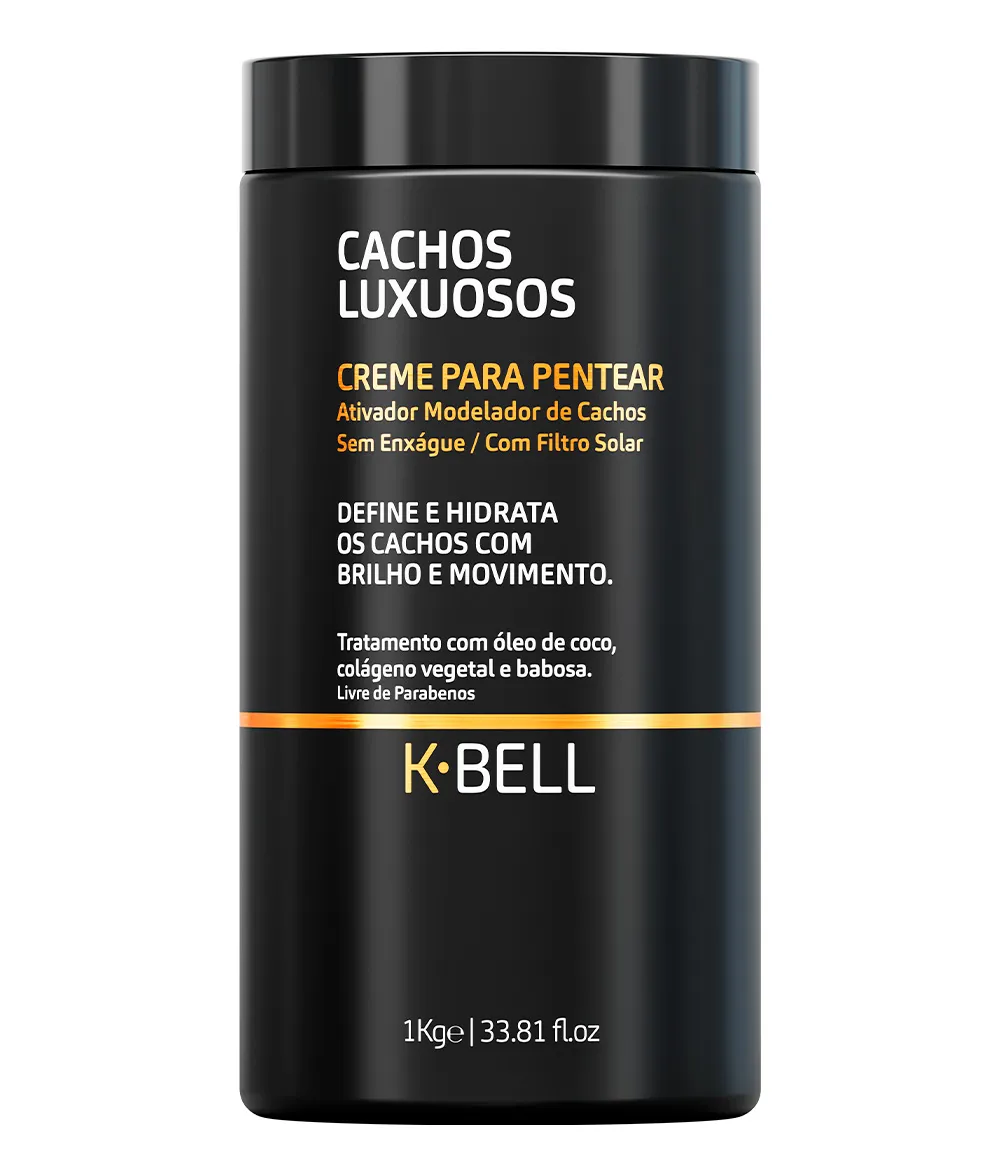 CACHOS
LUXUOSOS
CREME PARA PENTEAR
Ativador Modelador de Cachos
Sem Enxágue / Com Filtro Solar
DEFINE E HIDRATA
OS CACHOS COM
BRILHO E MOVIMENTO.
Tratamento com óleo de coco,
colágeno vegetal e babosa.
Livre de Parabenos
K·BELL
1Kg℮ | 33.81 fl.oz